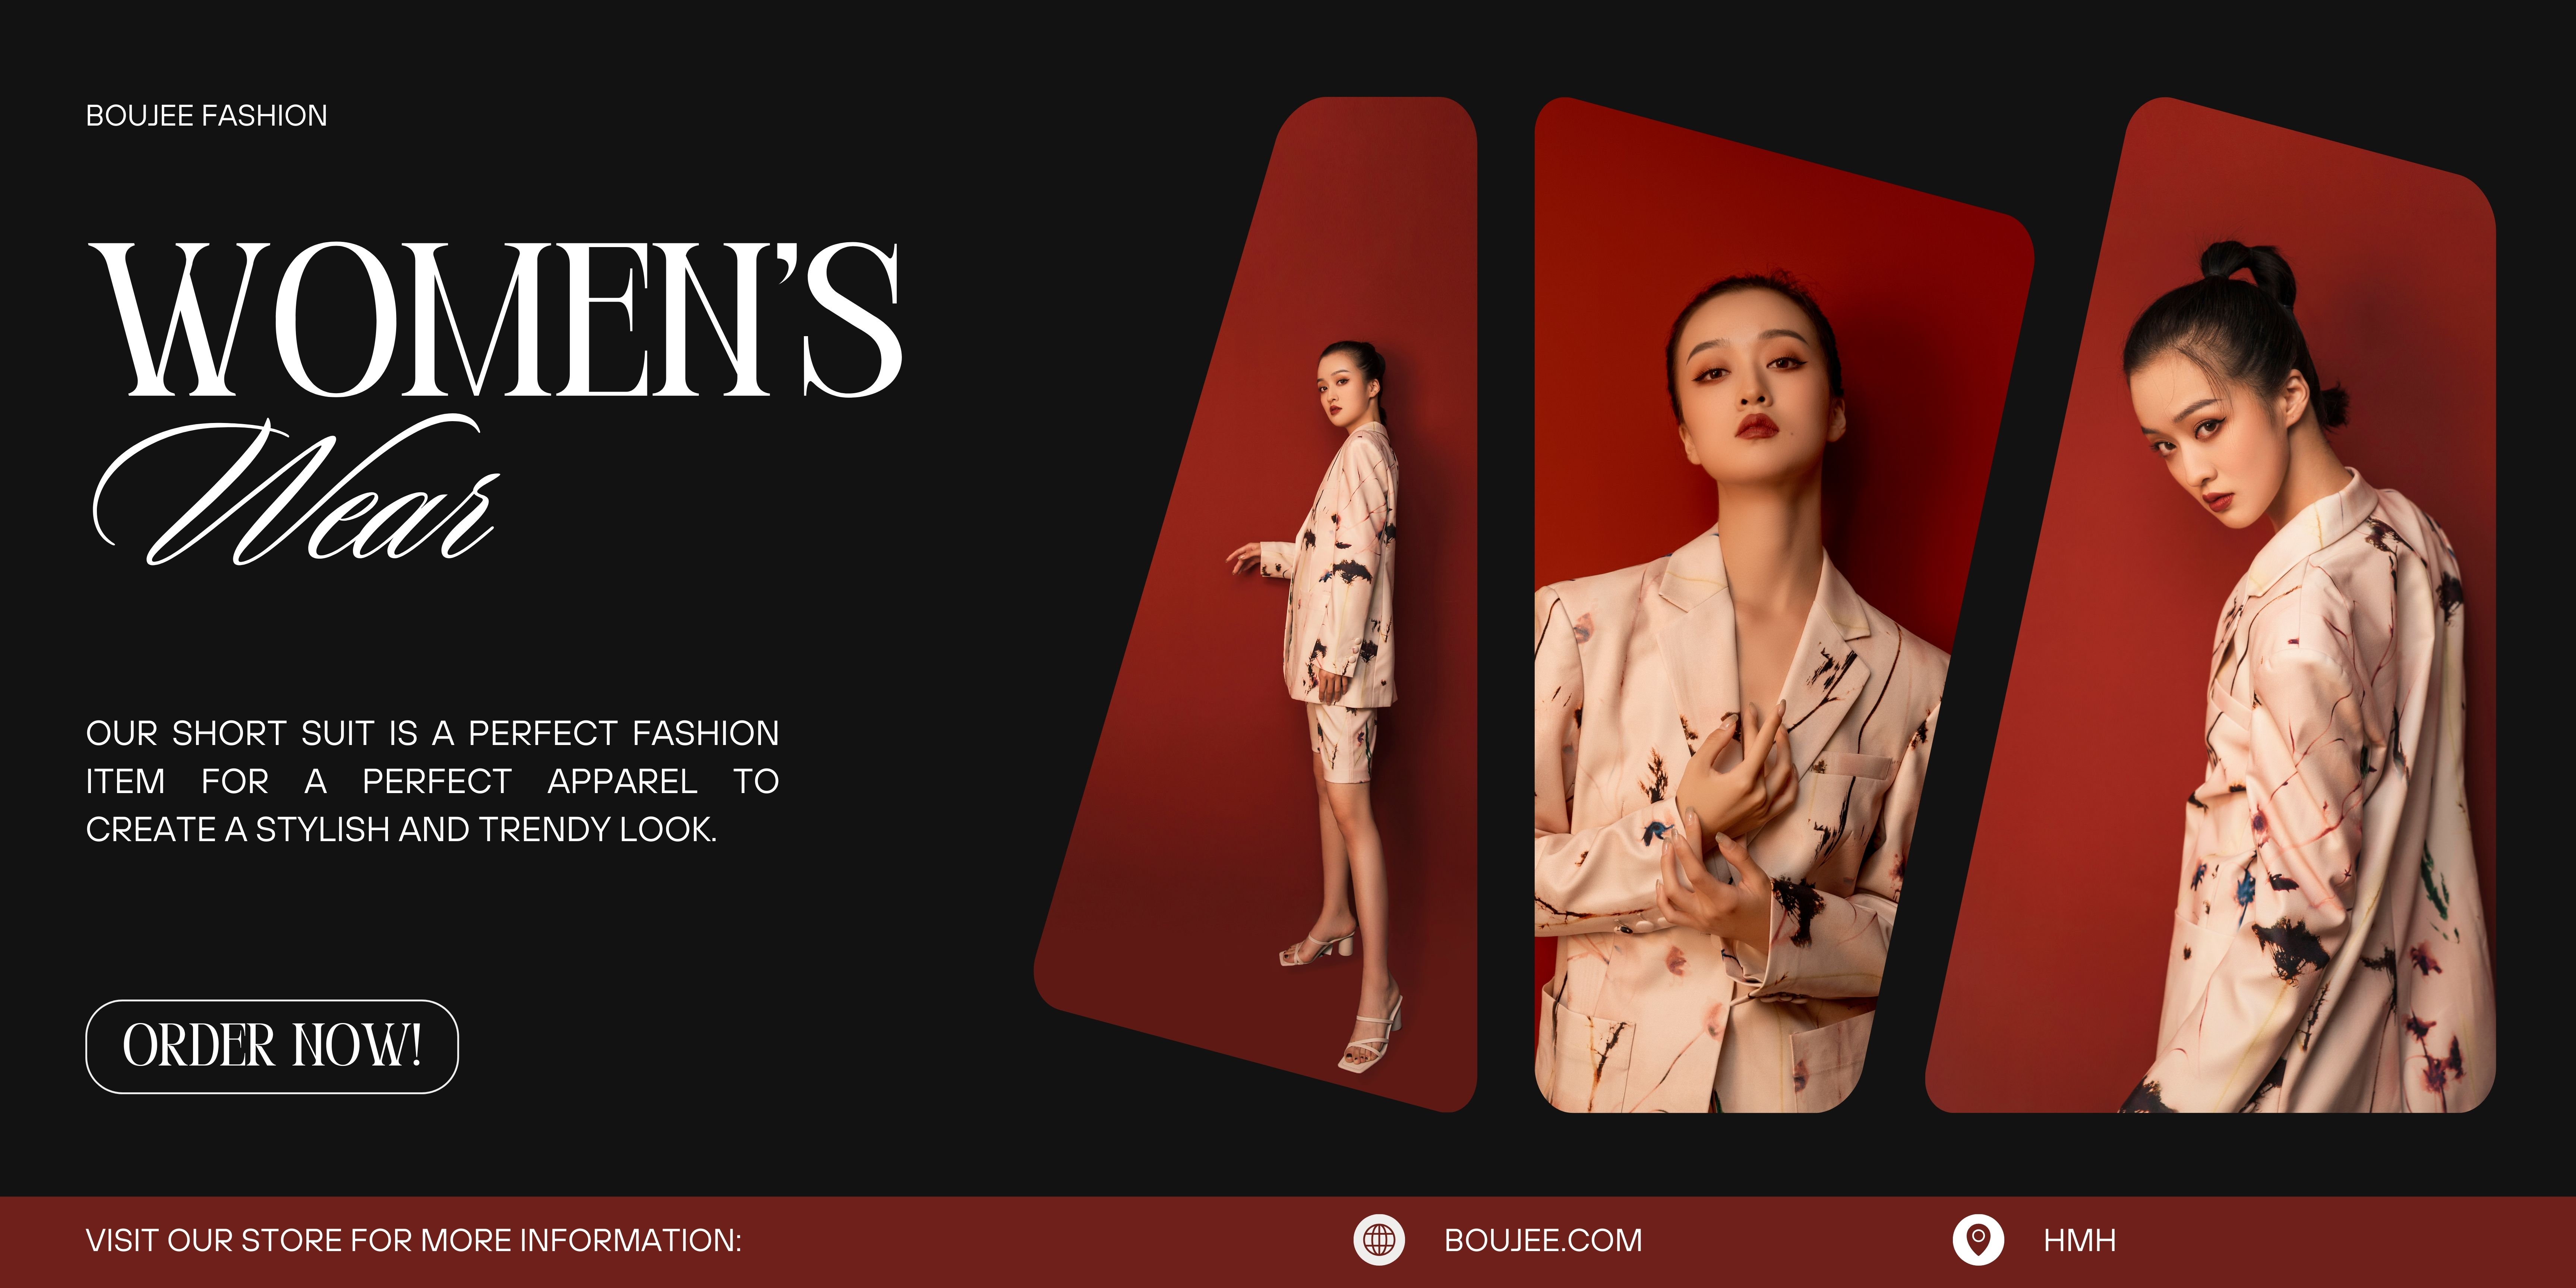 BOUJEE FASHION
WOMEN'S
Wear
OUR SHORT SUIT IS A PERFECT FASHION
ITEM FOR A PERFECT APPAREL TO
CREATE A STYLISH AND TRENDY LOOK.
ORDER NOW!
VISIT OUR STORE FOR MORE INFORMATION:
BOUJEE.COM
HMH